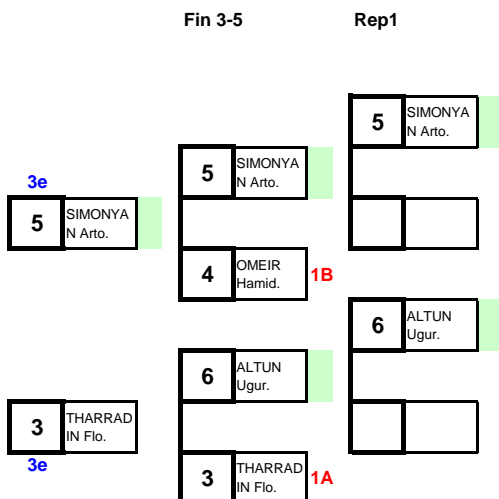 Fin 3-5 Rep1
5 SIMONYA
N Arto.
5 SIMONYA
N Arto.
3e
5 SIMONYA
N Arto.
4 OMEIR
Hamid. 1B
6 ALTUN
Ugur.
6 ALTUN
Ugur.
3 THARRAD
IN Flo.
3e
3 THARRAD
IN Flo. 1A